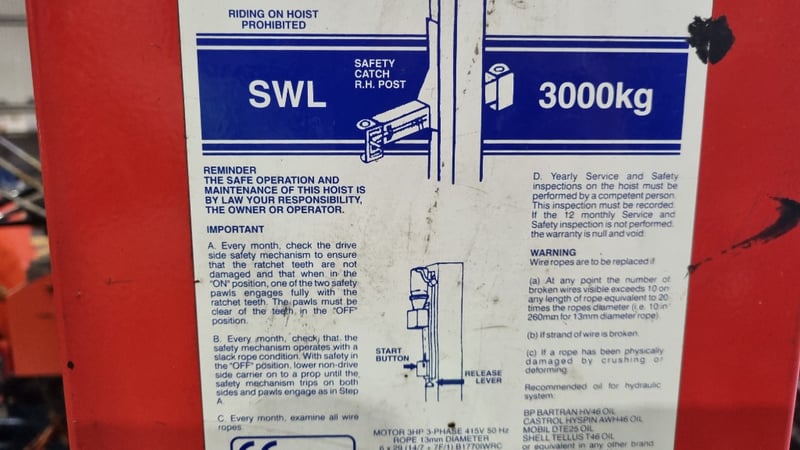 RIDING ON HOIST
PROHIBITED
SWL
SAFETY
CATCH
R.H. POST
3000kg
REMINDER
THE SAFE OPERATION AND
MAINTENANCE OF THIS HOIST IS
BY LAW YOUR RESPONSIBILITY,
THE OWNER OR OPERATOR.
IMPORTANT
A. Every month, check the drive
side safety mechanism to ensure
that the ratchet teeth are not
damaged and that when in the
"ON" position, one of the two safety
pawls engages fully with the
ratchet teeth. The pawls must be
clear of the teeth in the "OFF"
position.
B. Every month, check that the
safety mechanism operates with a
slack rope condition. With safety in
the "OFF" position, lower non-drive
side carrier on to a prop until the
safety mechanism trips on both
sides and pawls engage as in Step
A.
C. Every month, examine all wire
ropes.
START
BUTTON
RELEASE
LEVER
MOTOR 3HP 3-PHASE 415V 50 Hz
ROPE 13mm DIAMETER
6 x 29 (14/7 + 7F/1) B1770IWRC
D. Yearly Service and Safety
inspections on the hoist must be
performed by a competent person.
This inspection must be recorded.
If the 12 monthly Service and
Safety inspection is not performed,
the warranty is null and void.
WARNING
Wire ropes are to be replaced if
(a) At any point the number of
broken wires visible exceeds 10 on
any length of rope equivalent to 20
times the ropes diameter (i.e. 10 in
260mm for 13mm diameter rope).
(b) If strand of wire is broken.
(c) If a rope has been physically
damaged by crushing or
deforming.
Recommended oil for hydraulic
system:
BP BARTRAN HV46 OIL
CASTROL HYSPIN AWH46 OIL
MOBIL DTE25 OIL
SHELL TELLUS T46 OIL
or equivalent in any other brand